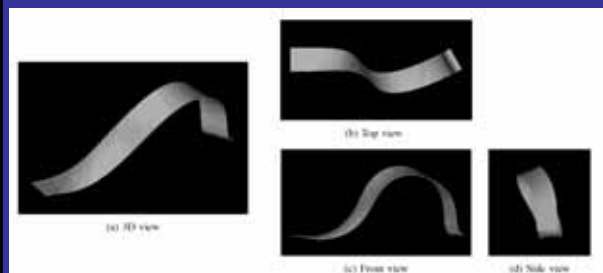 (a) 3D view
(b) Top view
(c) Front view
(d) Side view